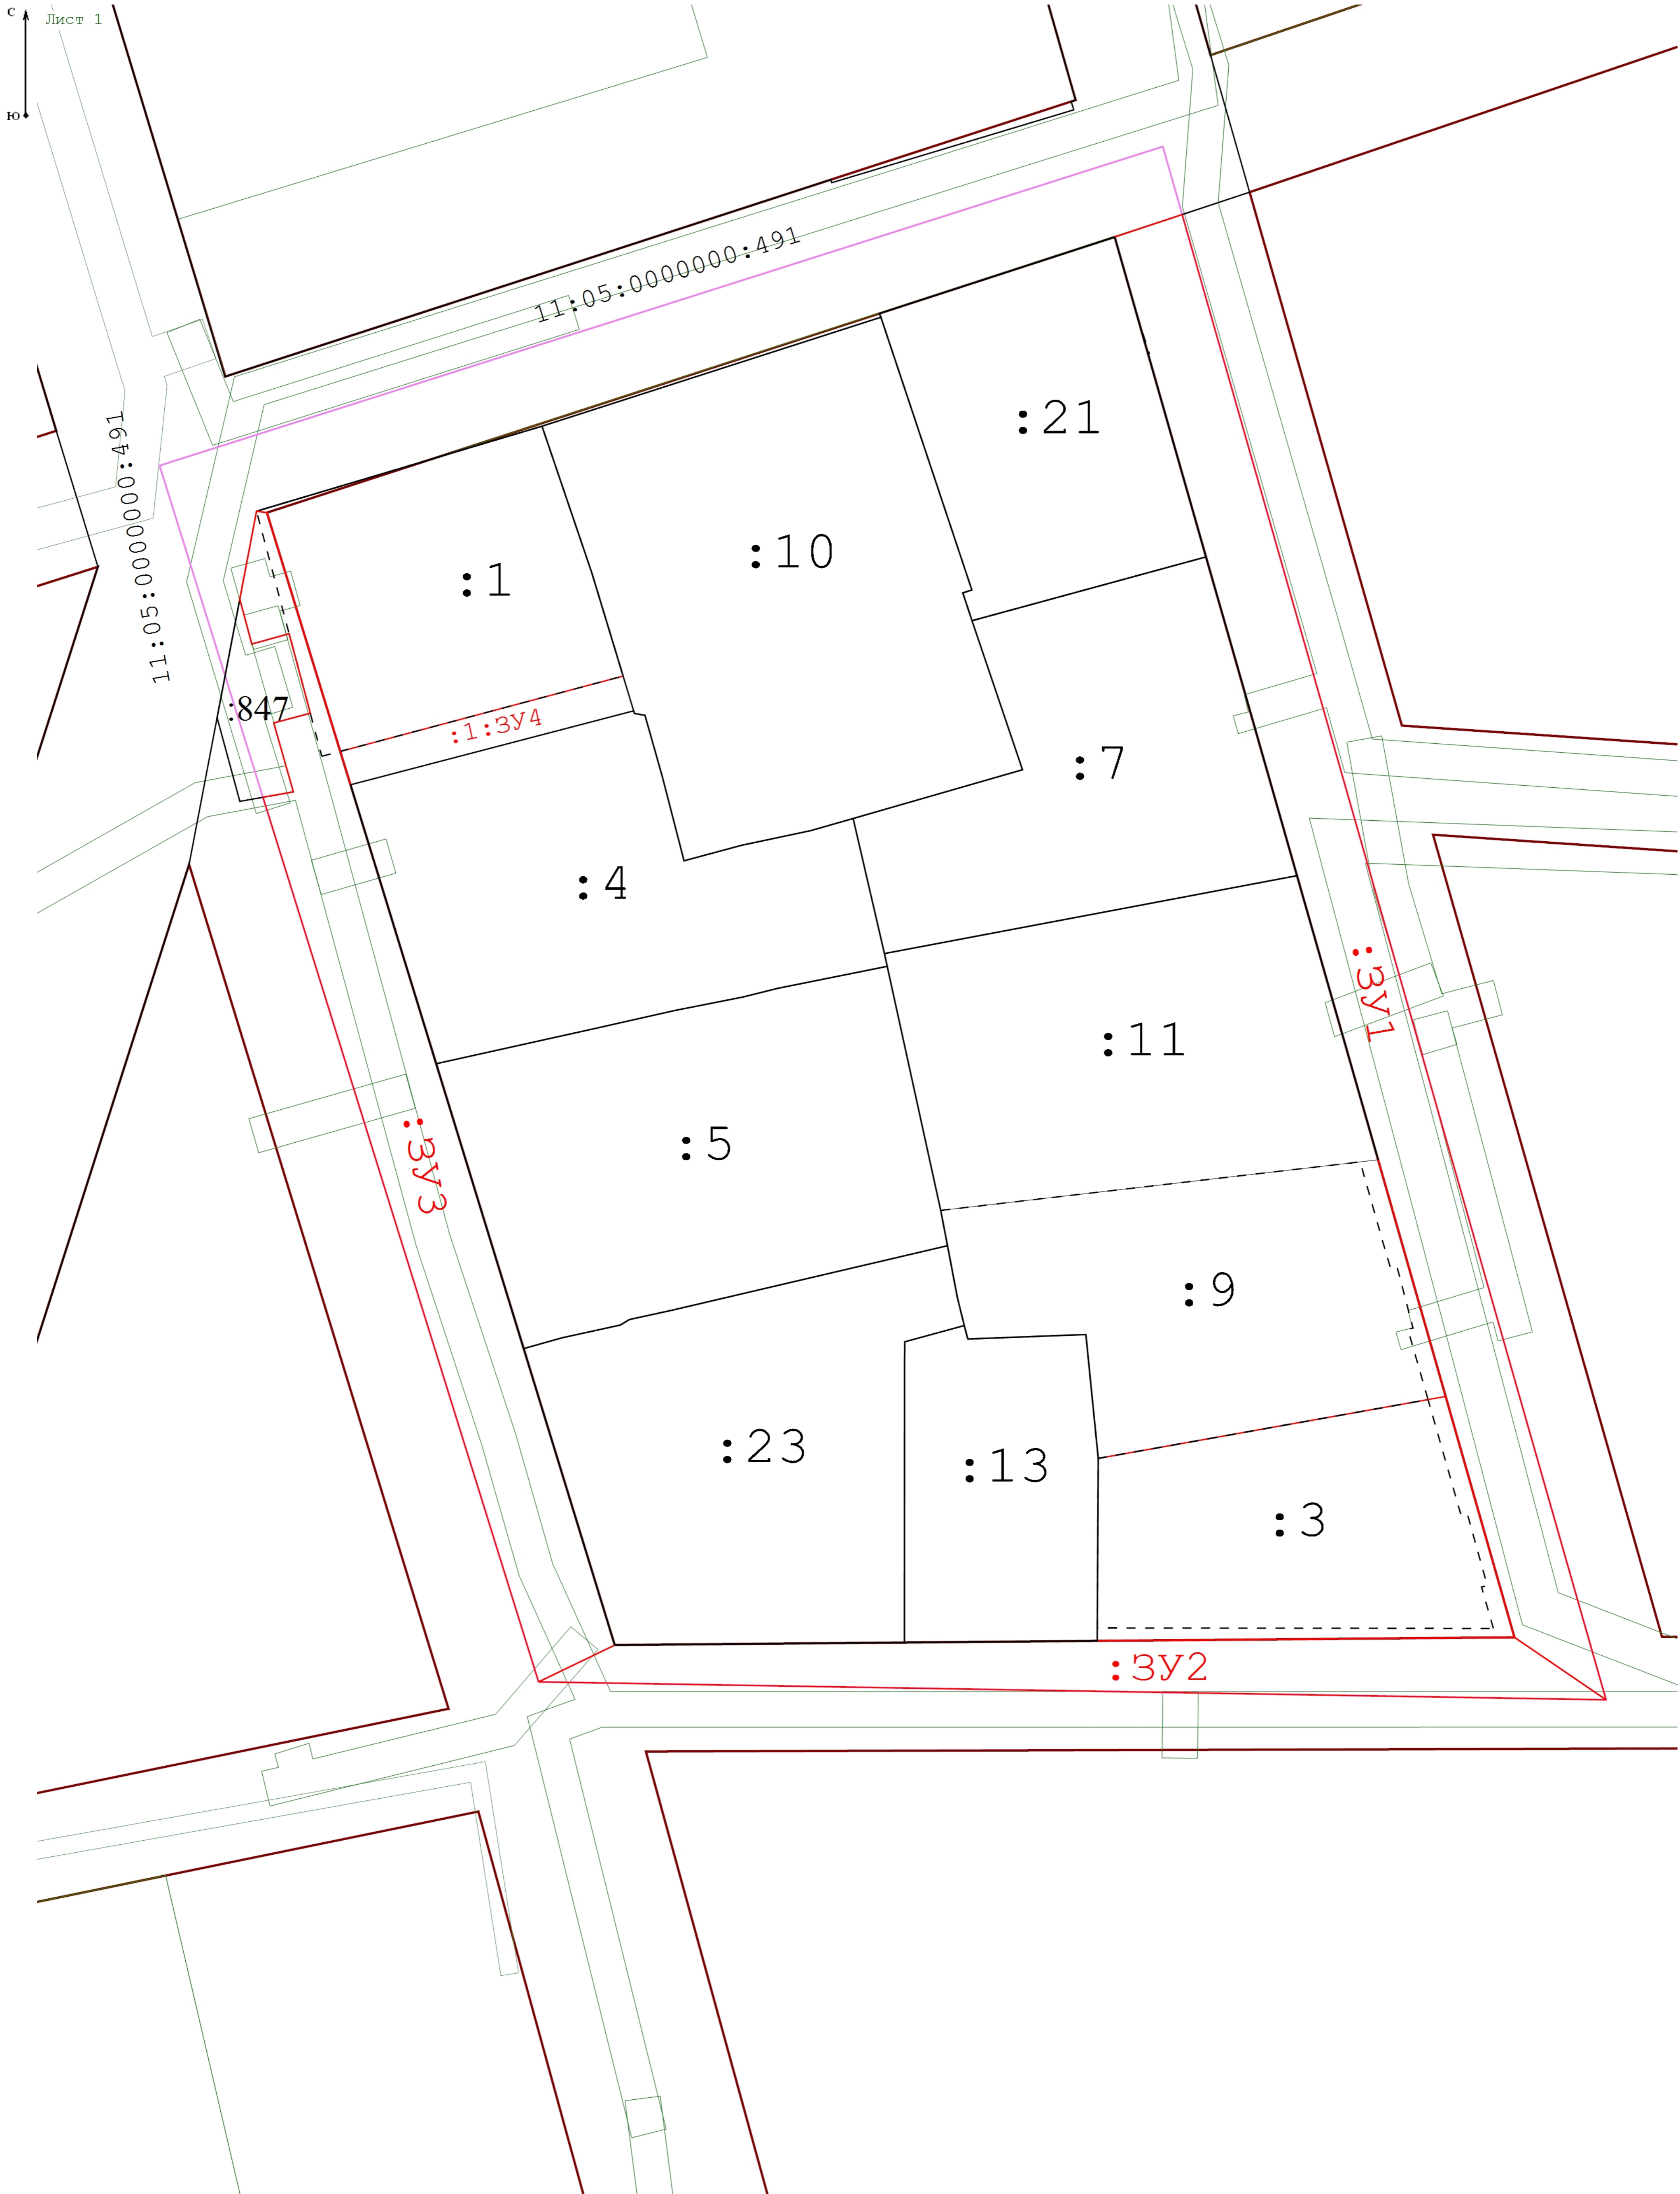 С
Лист 1
Ю
11:05:0000000:491
:21
11:05:0000000:491
:10
:1
:847
:1:ЗУ4
:7
:4
:ЗУ1
:11
:5
:ЗУ3
:9
:23
:13
:3
:ЗУ2